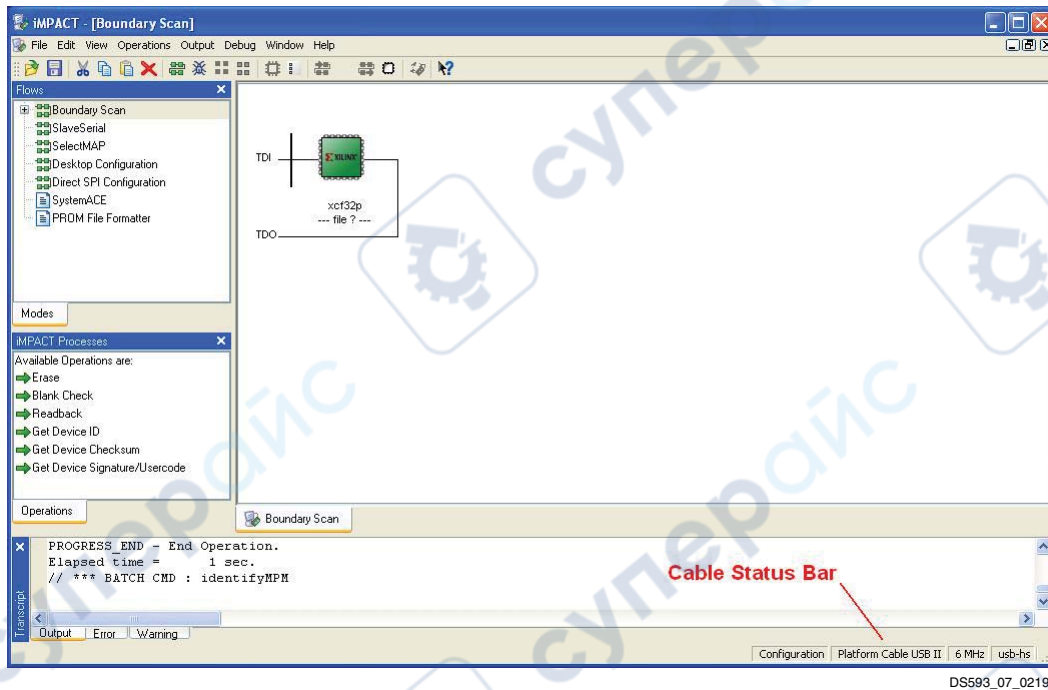 iMPACT - [Boundary Scan]
File Edit View Operations Output Debug Window Help
Flows
Boundary Scan
SlaveSerial
SelectMAP
Desktop Configuration
Direct SPI Configuration
SystemACE
PROM File Formatter
Modes
iMPACT Processes
Available Operations are:
Erase
Blank Check
Readback
Get Device ID
Get Device Checksum
Get Device Signature/Usercode
Operations
TDI
XILINX
xcf32p
--- file ? ---
TDO
Boundary Scan
PROGRESS_END - End Operation.
Elapsed time = 1 sec.
// *** BATCH CMD : identifyMPM
Transcript
Output Error Warning
Cable Status Bar
Configuration Platform Cable USB II 6 MHz usb-hs
DS593_07_0219
суперайс
суперайс